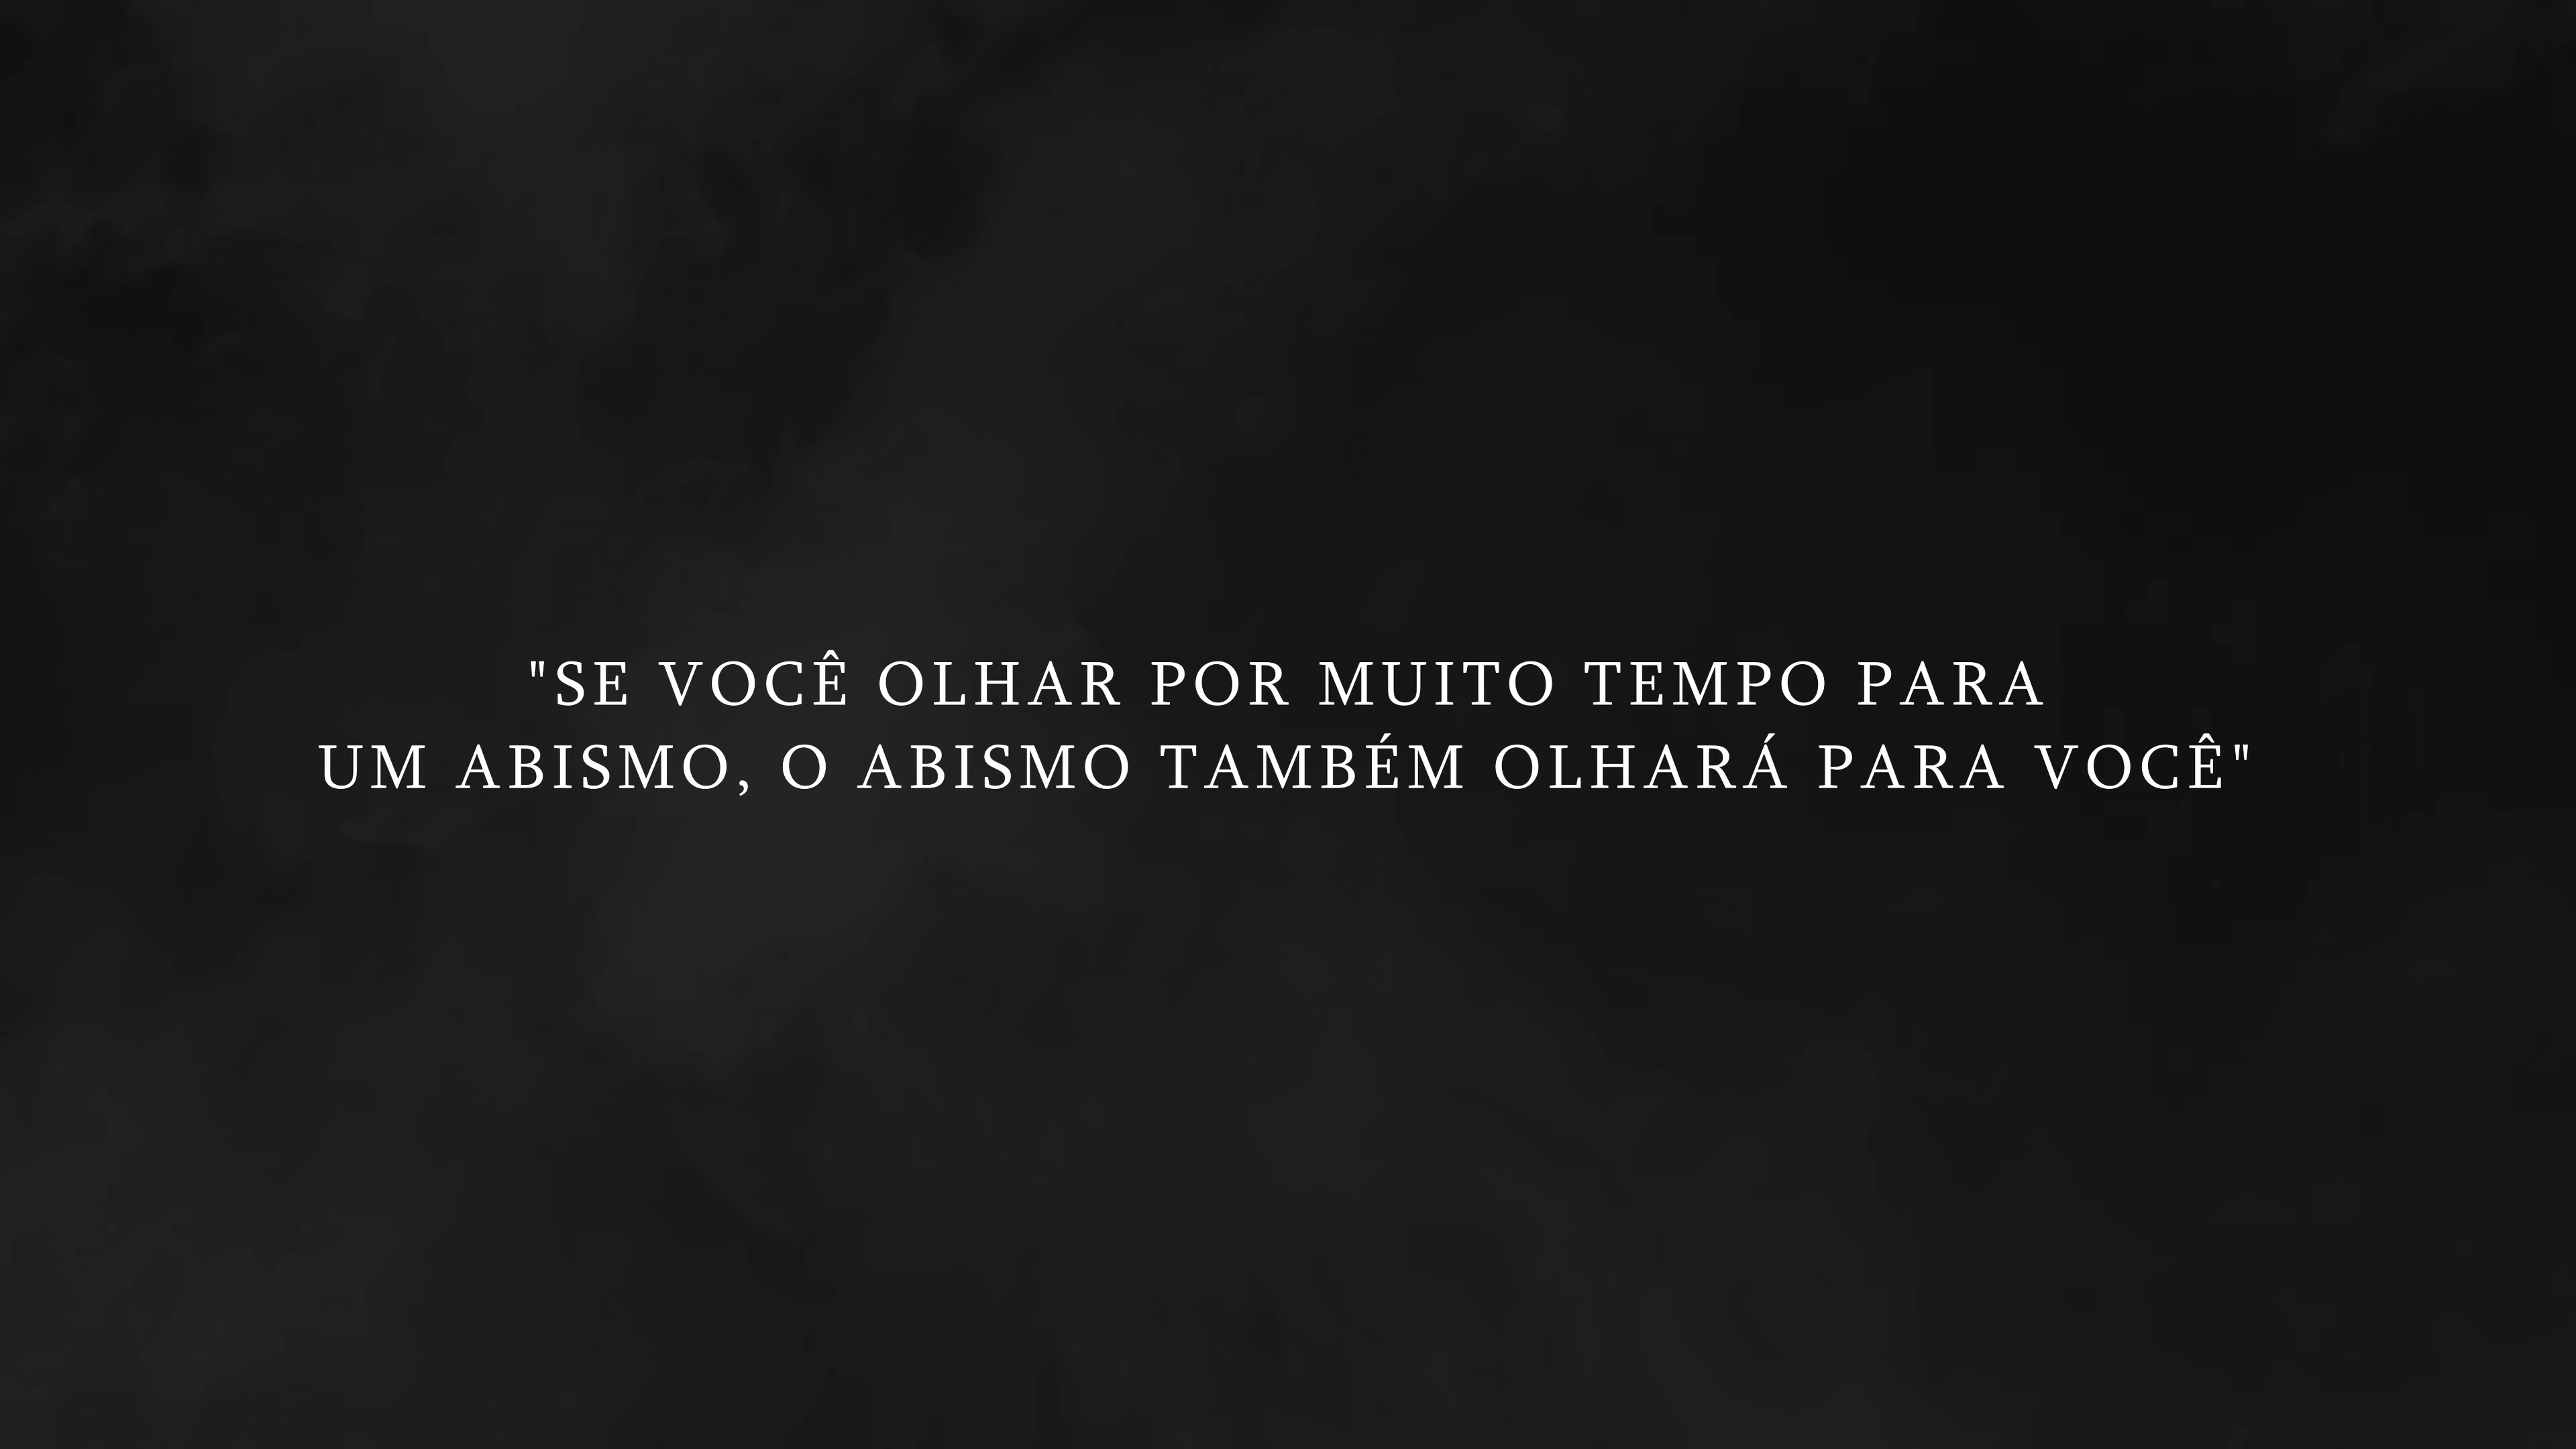 "SE VOCÊ OLHAR POR MUITO TEMPO PARA
UM ABISMO, O ABISMO TAMBÉM OLHARÁ PARA VOCÊ"